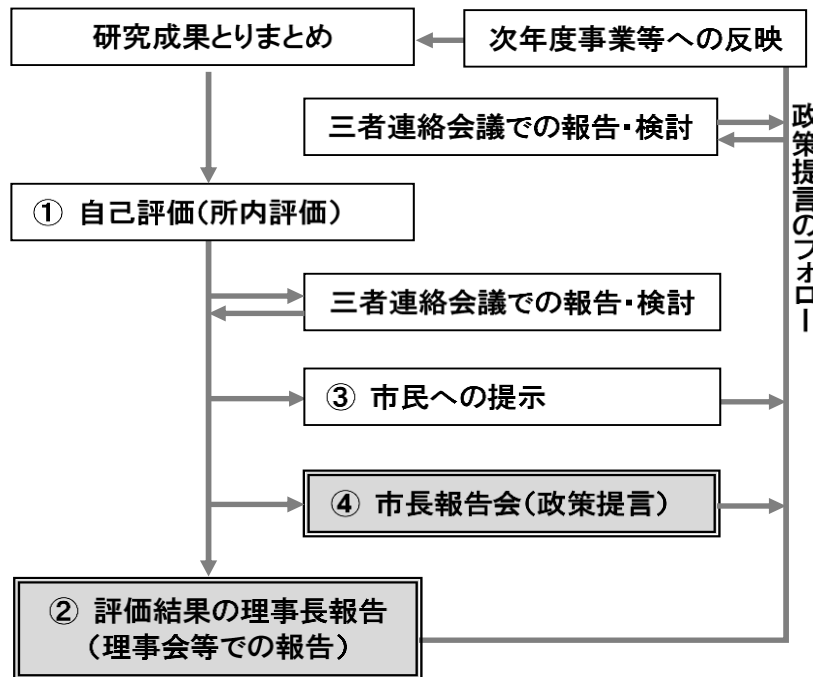 研究成果とりまとめ
次年度事業等への反映
三者連絡会議での報告・検討
政策提言のフォロー
① 自己評価(所内評価)
三者連絡会議での報告・検討
③ 市民への提示
④ 市長報告会(政策提言)
② 評価結果の理事長報告
(理事会等での報告)